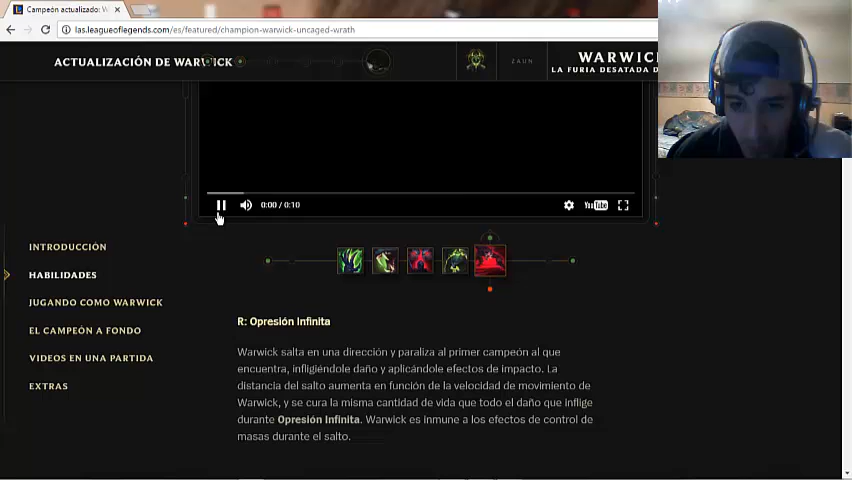 Campeón actualizado: W
las.leagueoflegends.com/es/featured/champion-warwick-uncaged-wrath
ACTUALIZACIÓN DE WARWICK
ZAUN
WARWICK
LA FURIA DESATADA D
0:00 / 0:10
YouTube
INTRODUCCIÓN
HABILIDADES
JUGANDO COMO WARWICK
EL CAMPEÓN A FONDO
VIDEOS EN UNA PARTIDA
EXTRAS
R: Opresión Infinita
Warwick salta en una dirección y paraliza al primer campeón al que
encuentra, infligiéndole daño y aplicándole efectos de impacto. La
distancia del salto aumenta en función de la velocidad de movimiento de
Warwick, y se cura la misma cantidad de vida que todo el daño que inflige
durante Opresión Infinita. Warwick es inmune a los efectos de control de
masas durante el salto.